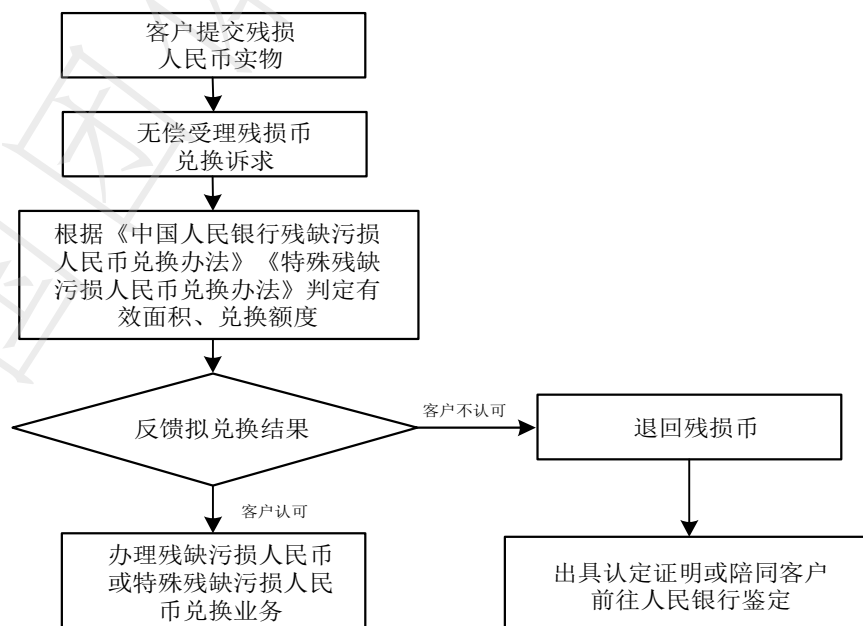 客户提交残损
人民币实物
无偿受理残损币
兑换诉求
根据《中国人民银行残缺污损
人民币兑换办法》《特殊残缺
污损人民币兑换办法》判定有
效面积、兑换额度
反馈拟兑换结果
客户不认可
退回残损币
客户认可
办理残缺污损人民币
或特殊残缺污损人民
币兑换业务
出具认定证明或陪同客户
前往人民银行鉴定